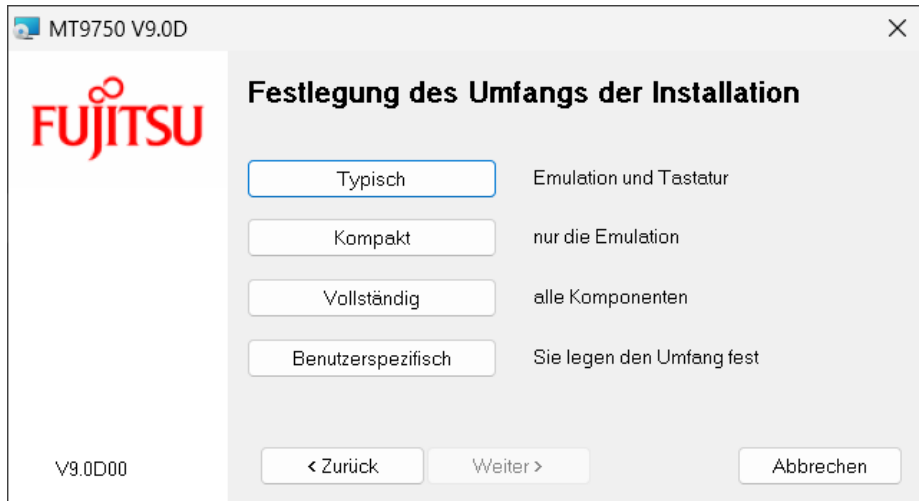 MT9750 V9.0D
FUJITSU
Festlegung des Umfangs der Installation
Typisch
Emulation und Tastatur
Kompakt
nur die Emulation
Vollständig
alle Komponenten
Benutzerspezifisch
Sie legen den Umfang fest
V9.0D00
< Zurück
Weiter >
Abbrechen